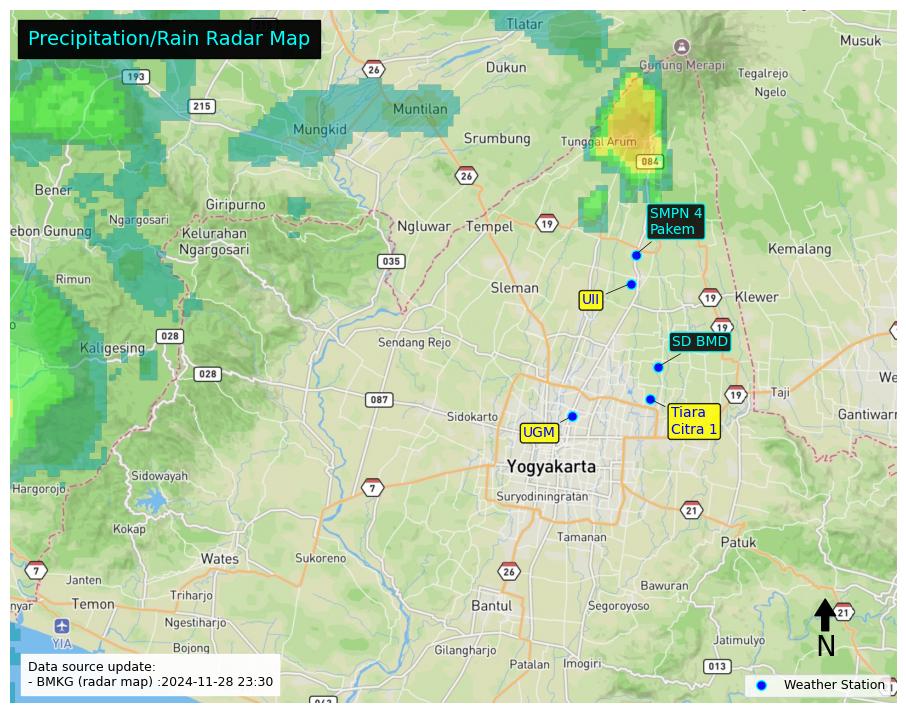 Precipitation/Rain Radar Map
Tlatar
Musuk
Gunung Merapi
26
Dukun
193
Tegalrejo
Ngelo
215
Muntilan
Mungkid
Srumbung
Tunggal Arum
084
26
Bener
Giripurno
SMPN 4
Pakem
Ngargosari
Ngluwar
Tempel
19
ebon Gunung
Kelurahan
Ngargosari
Kemalang
035
Rimun
Sleman
UII
19
Klewer
19
028
Sendang Rejo
SD BMD
Kaligesing
028
We
087
19
Taji
Sidokarto
Tiara
Citra 1
Gantiwarn
UGM
Yogyakarta
Sidowayah
Hargorojo
7
Suryodiningratan
21
Kokap
Tamanan
Patuk
Wates
Sukoreno
7
26
Janten
Bawuran
Triharjo
nyar
Temon
Bantul
Segoroyoso
21
Ngestiharjo
YIA
N
Bojong
Jatimulyo
Gilangharjo
Patalan
Imogiri
013
Data source update:
- BMKG (radar map) :2024-11-28 23:30
Weather Station